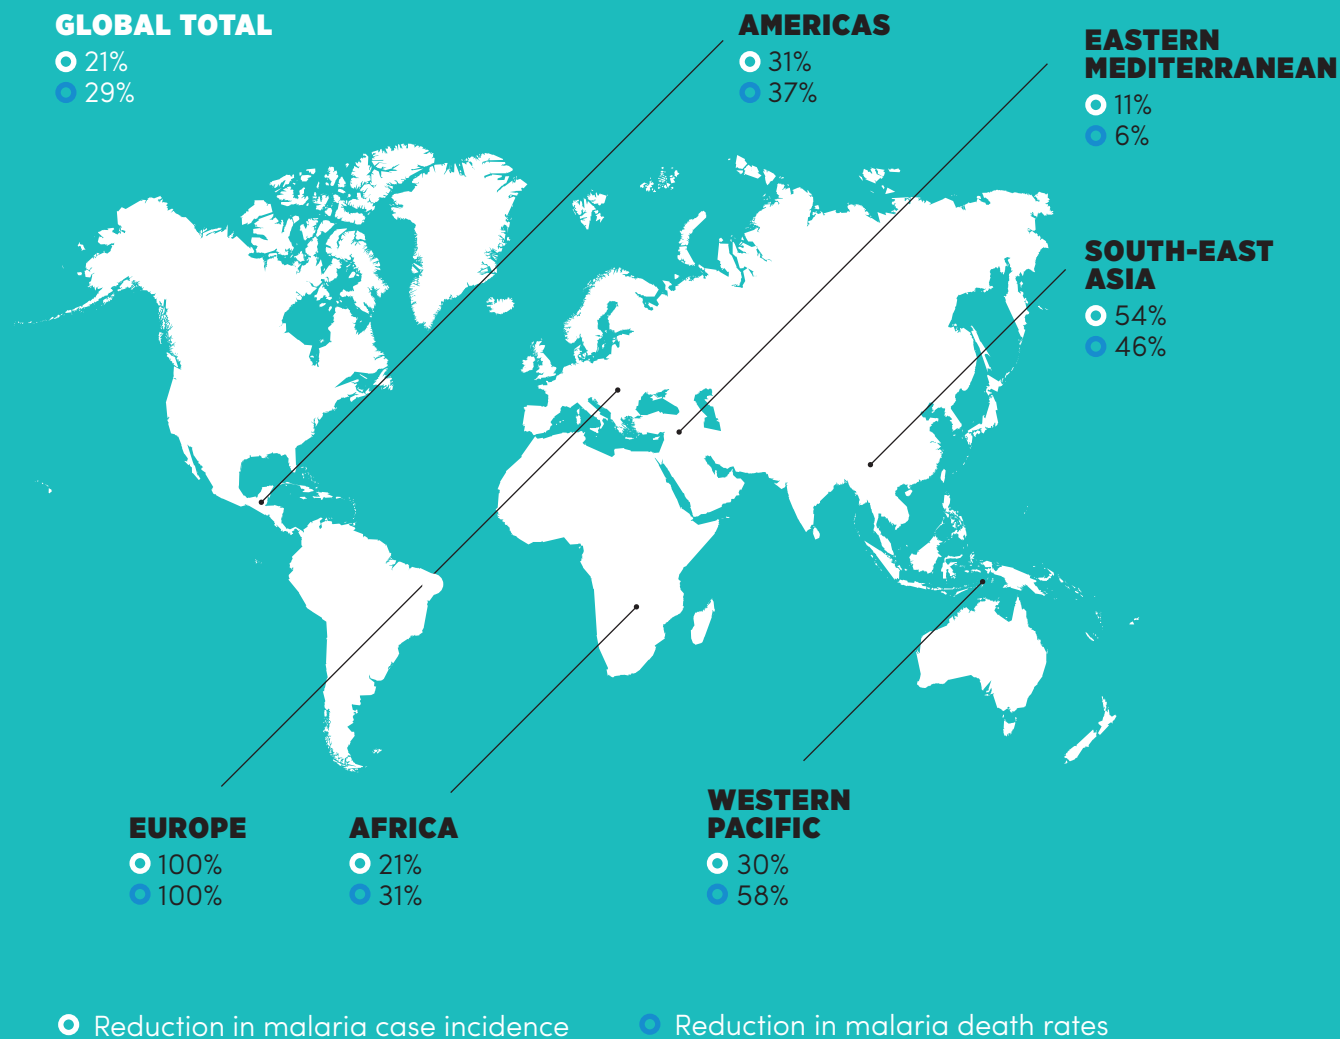 GLOBAL TOTAL
21%
29%
AMERICAS
31%
37%
EASTERN
MEDITERRANEAN
11%
6%
SOUTH-EAST
ASIA
54%
46%
EUROPE
100%
100%
AFRICA
21%
31%
WESTERN
PACIFIC
30%
58%
Reduction in malaria case incidence
Reduction in malaria death rates